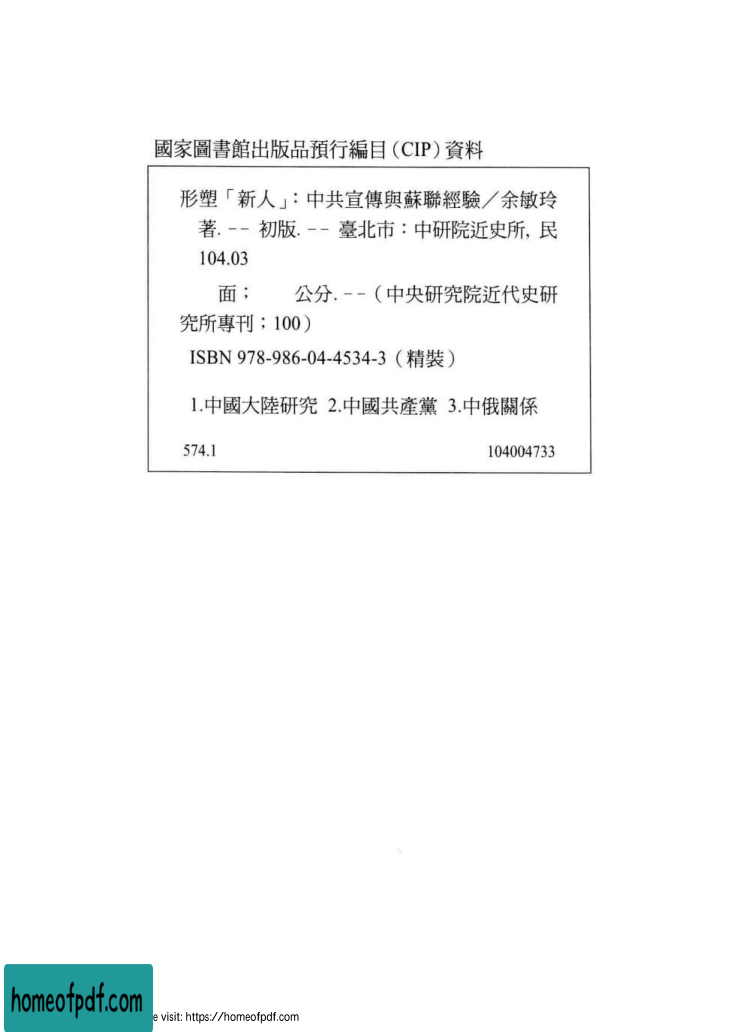 國家圖書館出版品預行編目(CIP)資料
形塑「新人」：中共宣傳與蘇聯經驗／余敏玲
著. -- 初版. -- 臺北市：中研院近史所, 民
104.03
面； 公分. --（中央研究院近代史研
究所專刊；100）
ISBN 978-986-04-4534-3（精裝）
1.中國大陸研究 2.中國共產黨 3.中俄關係
574.1 104004733
homeofpdf.com
e visit: https://homeofpdf.com